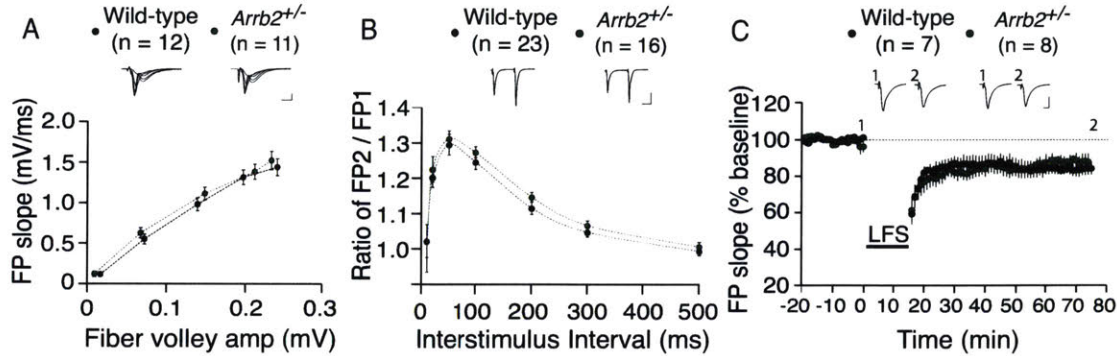 A
Wild-type
(n = 12)
Arrb2+/-
(n = 11)
FP slope (mV/ms)
2.0
1.5
1.0
0.5
0
0
0.1
0.2
0.3
Fiber volley amp (mV)
B
Wild-type
(n = 23)
Arrb2+/-
(n = 16)
Ratio of FP2 / FP1
1.4
1.3
1.2
1.1
1.0
0
100
200
300
400
500
Interstimulus Interval (ms)
C
Wild-type
(n = 7)
Arrb2+/-
(n = 8)
1
2
1
2
FP slope (% baseline)
120
100
80
60
40
20
1
2
LFS
-20
-10
0
10
20
30
40
50
60
70
80
Time (min)